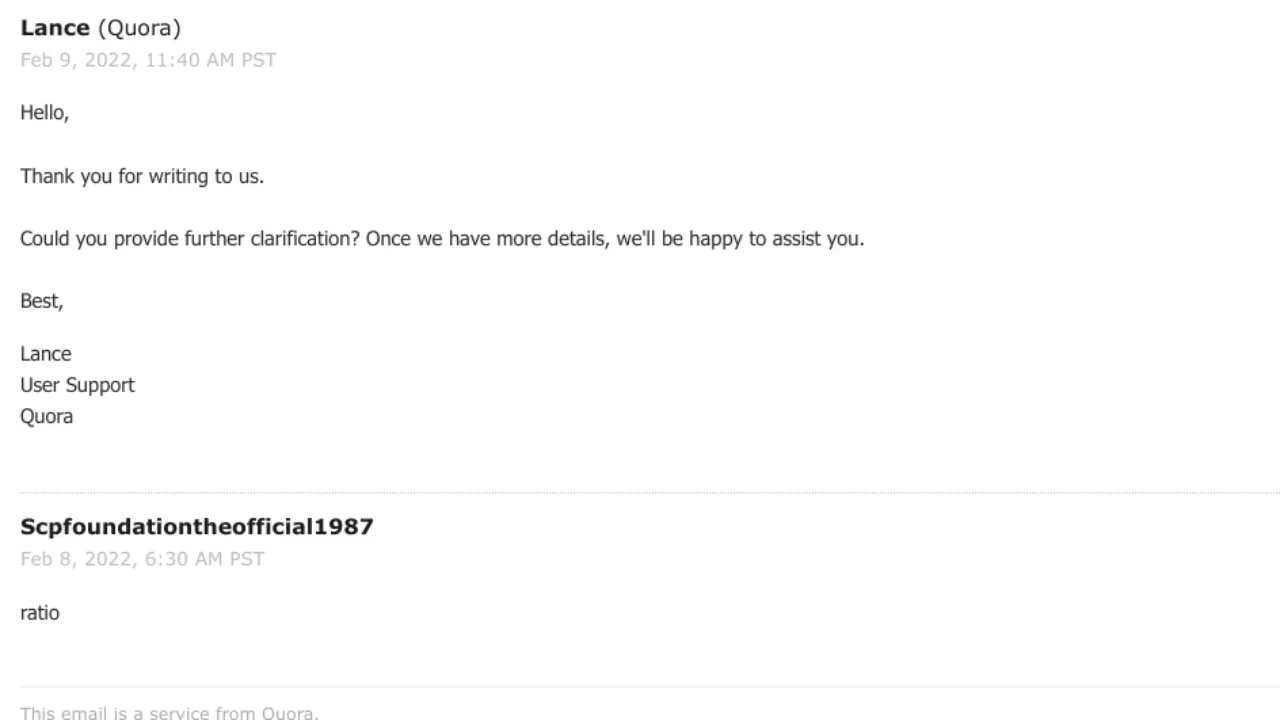 Lance (Quora)
Feb 9, 2022, 11:40 AM PST
Hello,
Thank you for writing to us.
Could you provide further clarification? Once we have more details, we'll be happy to assist you.
Best,
Lance
User Support
Quora
Scpfoundationtheofficial1987
Feb 8, 2022, 6:30 AM PST
ratio
This email is a service from Quora.